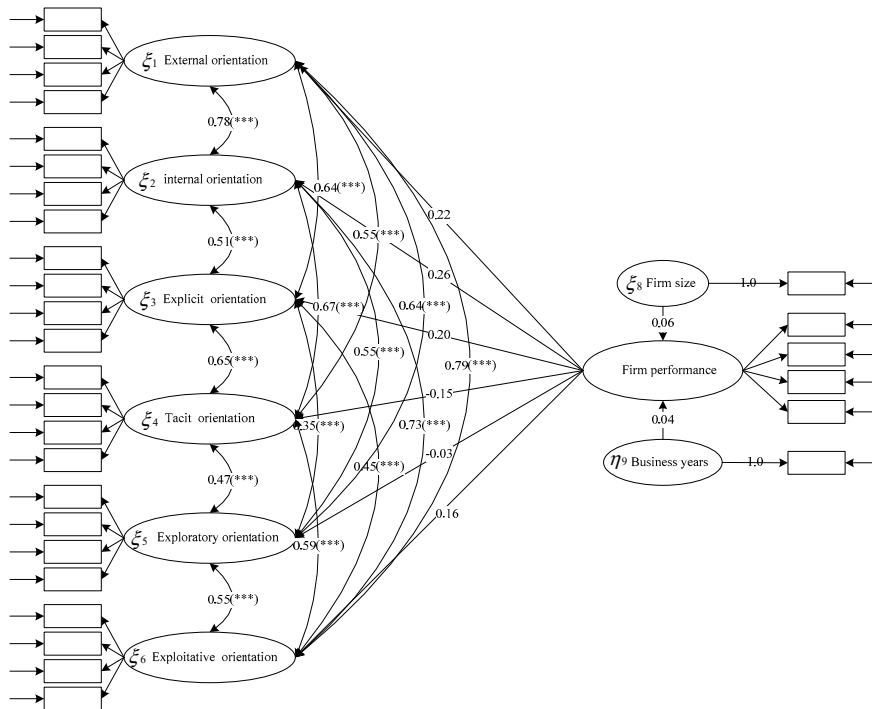 ξ1 External orientation
0.78(***)
ξ2 internal orientation
0.64(***)
0.22
0.55(***)
0.51(***)
0.26
ξ8 Firm size
1.0
ξ3 Explicit orientation
0.67(***)
0.64(***)
0.06
0.20
0.55(***)
0.65(***)
0.79(***)
Firm performance
-0.15
ξ4 Tacit orientation
0.35(***)
0.73(***)
0.04
-0.03
0.45(***)
η9 Business years
1.0
0.47(***)
0.16
ξ5 Exploratory orientation
0.59(***)
0.55(***)
ξ6 Exploitative orientation